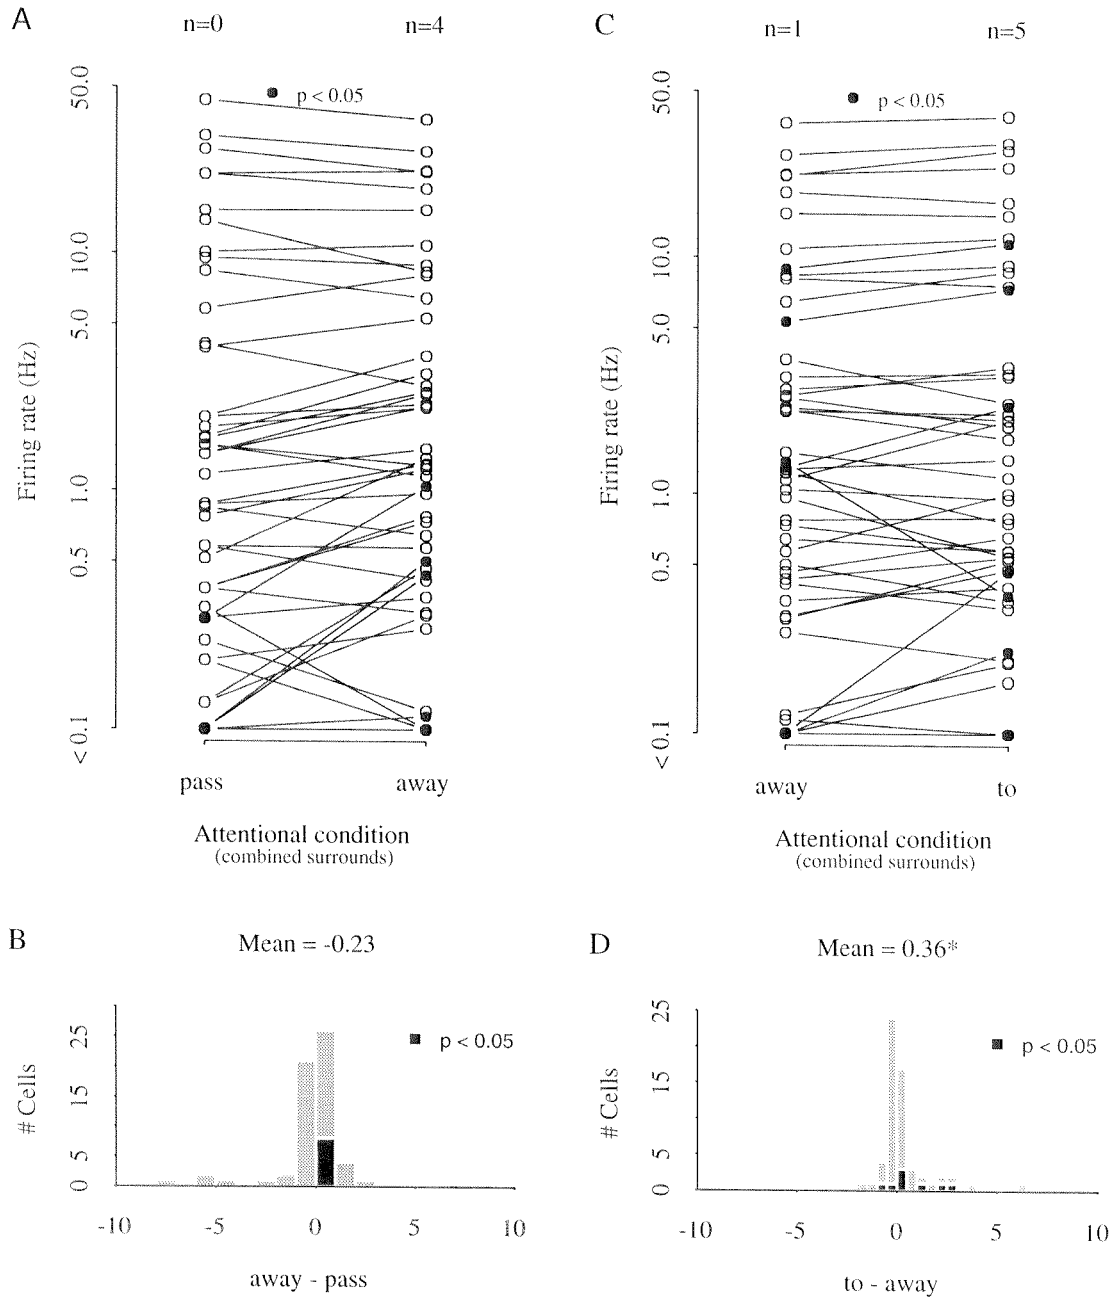 A
n=0
n=4
50.0
p < 0.05
10.0
5.0
Firing rate (Hz)
1.0
0.5
< 0.1
pass
away
Attentional condition
(combined surrounds)
C
n=1
n=5
50.0
p < 0.05
10.0
5.0
Firing rate (Hz)
1.0
0.5
< 0.1
away
to
Attentional condition
(combined surrounds)
B
Mean = -0.23
25
p < 0.05
15
# Cells
5
0
-10
-5
0
5
10
away - pass
D
Mean = 0.36*
25
p < 0.05
15
# Cells
5
0
-10
-5
0
5
10
to - away